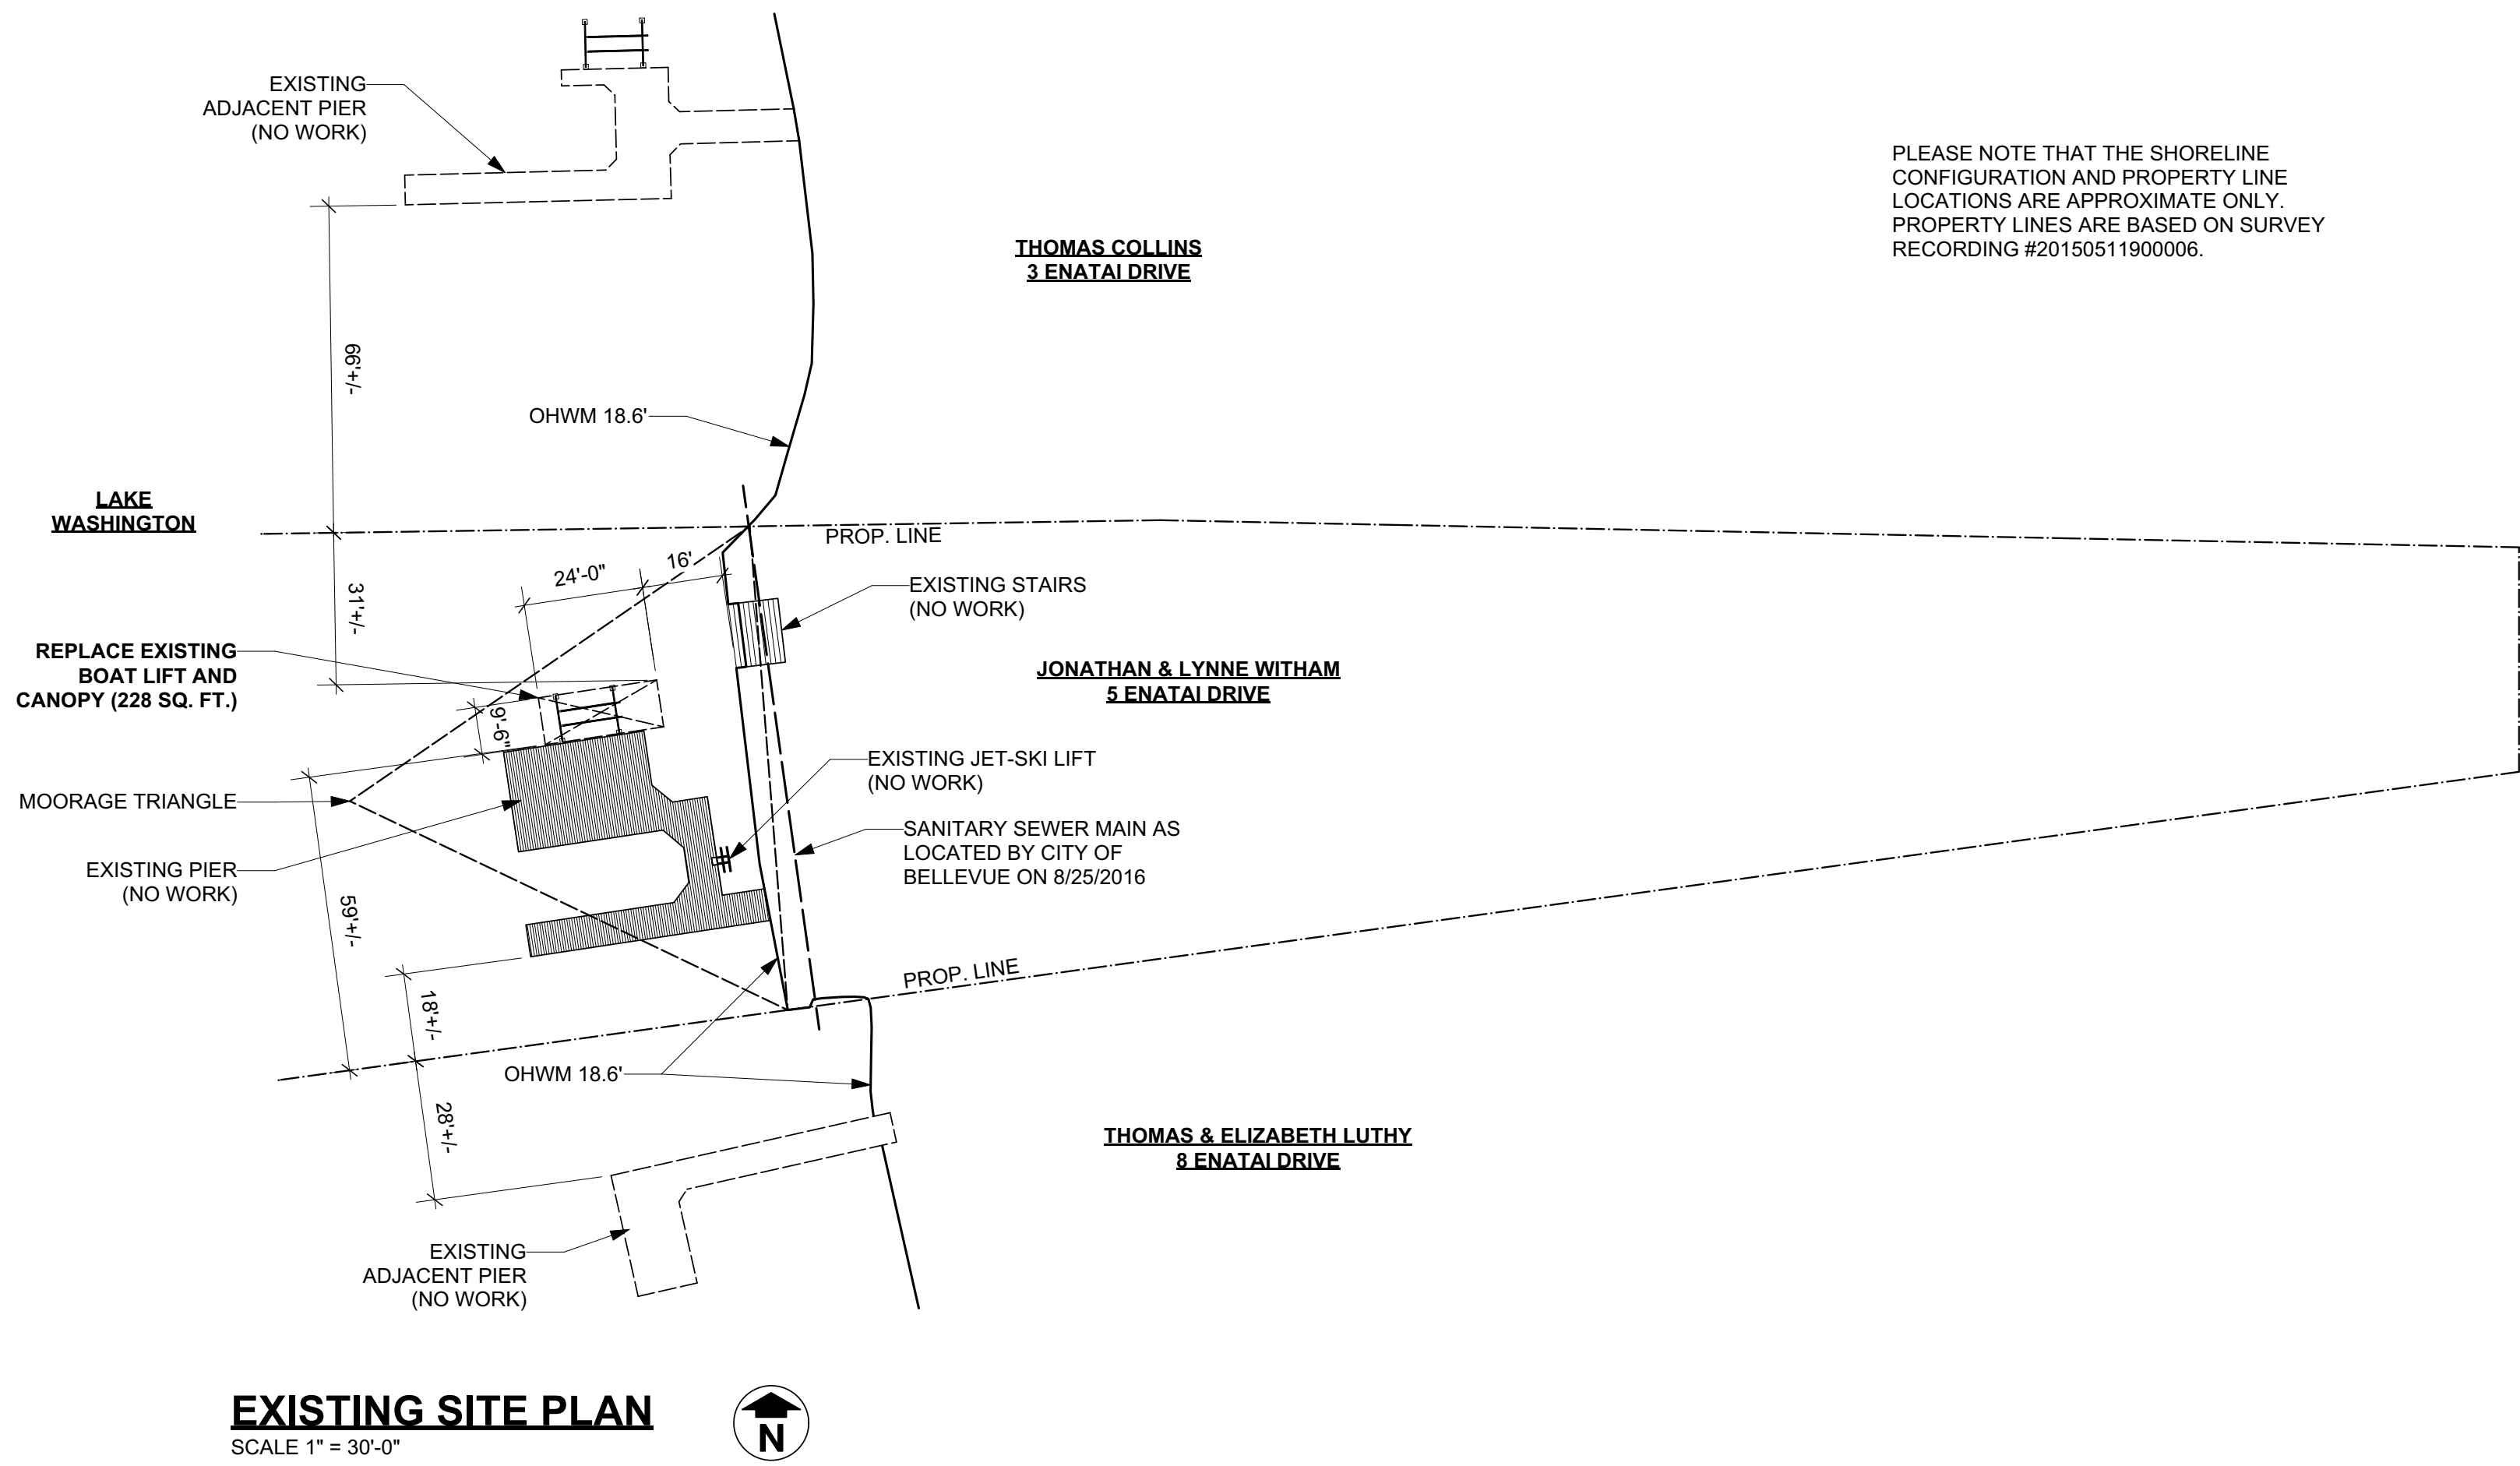 EXISTING
ADJACENT PIER
(NO WORK)
PLEASE NOTE THAT THE SHORELINE
CONFIGURATION AND PROPERTY LINE
LOCATIONS ARE APPROXIMATE ONLY.
PROPERTY LINES ARE BASED ON SURVEY
RECORDING #20150511900006.
THOMAS COLLINS
3 ENATAI DRIVE
66'+/-
OHWM 18.6'
LAKE
WASHINGTON
PROP. LINE
24'-0"
16'
31'+/-
EXISTING STAIRS
(NO WORK)
REPLACE EXISTING
BOAT LIFT AND
CANOPY (228 SQ. FT.)
JONATHAN & LYNNE WITHAM
5 ENATAI DRIVE
9'-6"
EXISTING JET-SKI LIFT
(NO WORK)
MOORAGE TRIANGLE
SANITARY SEWER MAIN AS
LOCATED BY CITY OF
BELLEVUE ON 8/25/2016
EXISTING PIER
(NO WORK)
59'+/-
PROP. LINE
18'+/-
OHWM 18.6'
28'+/-
THOMAS & ELIZABETH LUTHY
8 ENATAI DRIVE
EXISTING
ADJACENT PIER
(NO WORK)
EXISTING SITE PLAN
SCALE 1" = 30'-0"
N